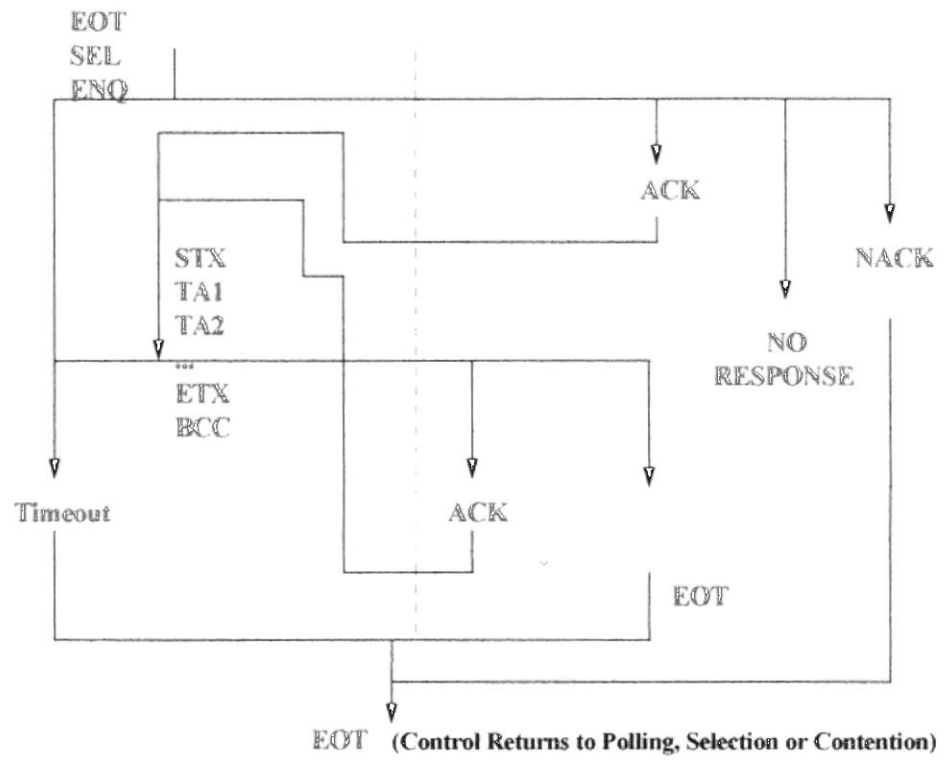 EOT
SEL
ENQ
ACK
STX
TA1
TA2
...
ETX
BCC
NACK
NO
RESPONSE
Timeout
ACK
EOT
EOT (Control Returns to Polling, Selection or Contention)